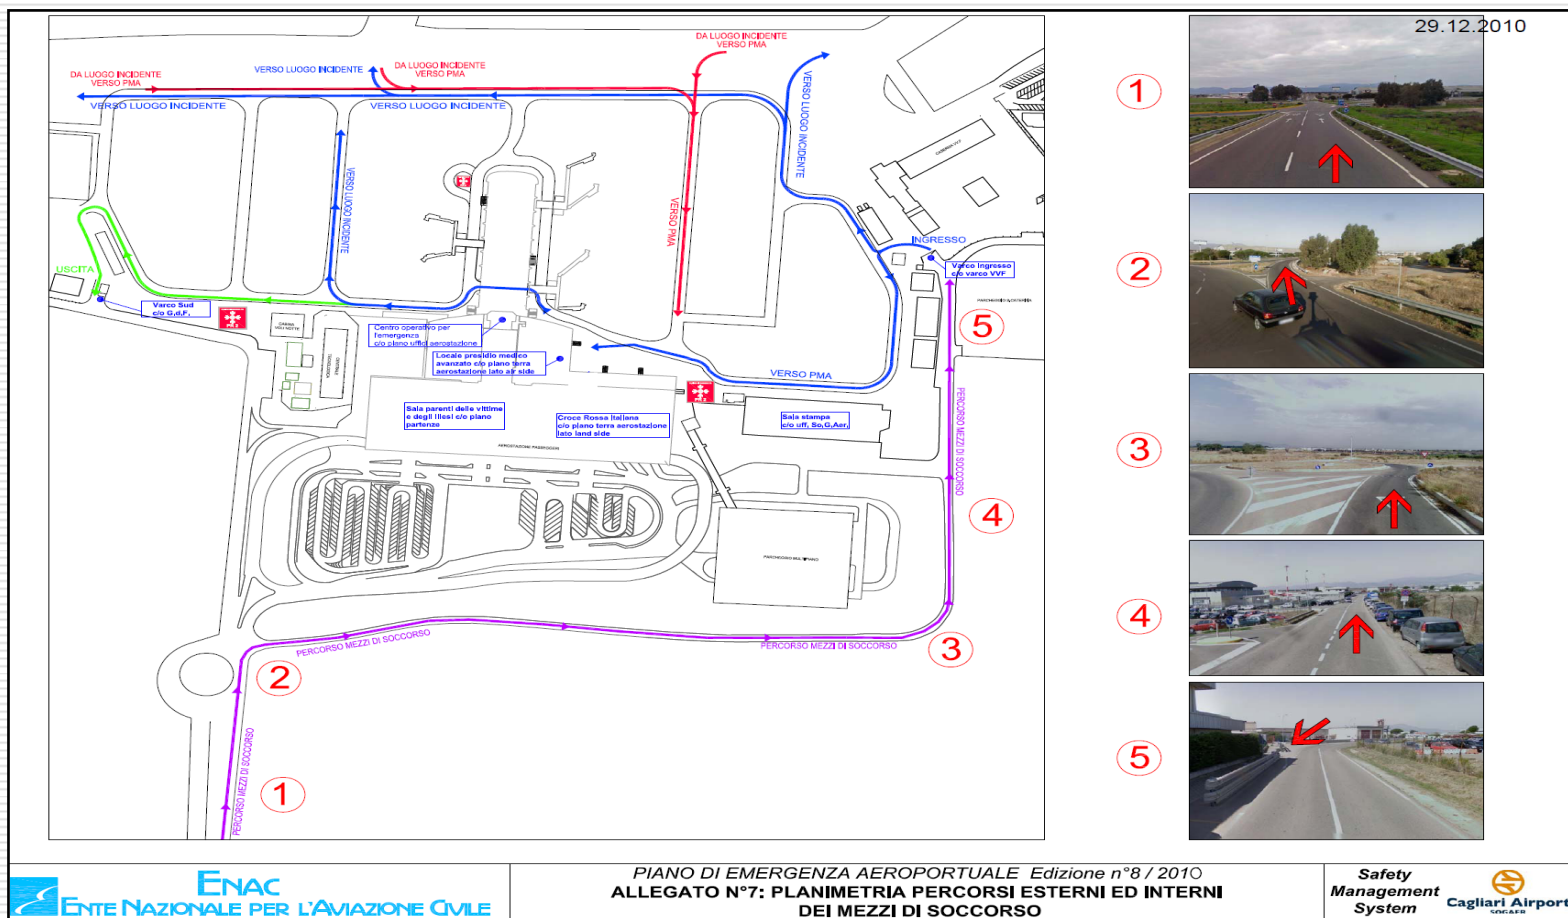 29.12.2010
DA LUOGO INCIDENTE
VERSO PMA
VERSO LUOGO INCIDENTE
DA LUOGO INCIDENTE
VERSO PMA
DA LUOGO INCIDENTE
VERSO PMA
VERSO LUOGO INCIDENTE
VERSO LUOGO INCIDENTE
VERSO LUOGO INCIDENTE
VERSO LUOGO INCIDENTE
VERSO PMA
CASERMA VVF
INGRESSO
Varco Ingresso
c/o varco VVF
USCITA
Varco Sud
c/o G.d.F.
Centro operativo per
l'emergenza
c/o piano uffici aerostazione
Locale presidio medico
avanzato c/o piano terra
aerostazione lato air side
VERSO PMA
Sala parenti delle vittime
e degli illesi c/o piano
partenze
Croce Rossa Italiana
c/o piano terra aerostazione
lato land side
Sala stampa
c/o uff. So.G.Aer.
AEROSTAZIONE PASSEGGERI
PARCHEGGIO MULTIPIANO
PERCORSO MEZZI DI SOCCORSO
PERCORSO MEZZI DI SOCCORSO
PERCORSO MEZZI DI SOCCORSO
PERCORSO MEZZI DI SOCCORSO
1
2
3
4
5
1
2
3
4
5
ENAC
ENTE NAZIONALE PER L'AVIAZIONE CIVILE
PIANO DI EMERGENZA AEROPORTUALE Edizione n°8 / 2010
ALLEGATO N°7: PLANIMETRIA PERCORSI ESTERNI ED INTERNI
DEI MEZZI DI SOCCORSO
Safety
Management
System
Cagliari Airport
SOGAER